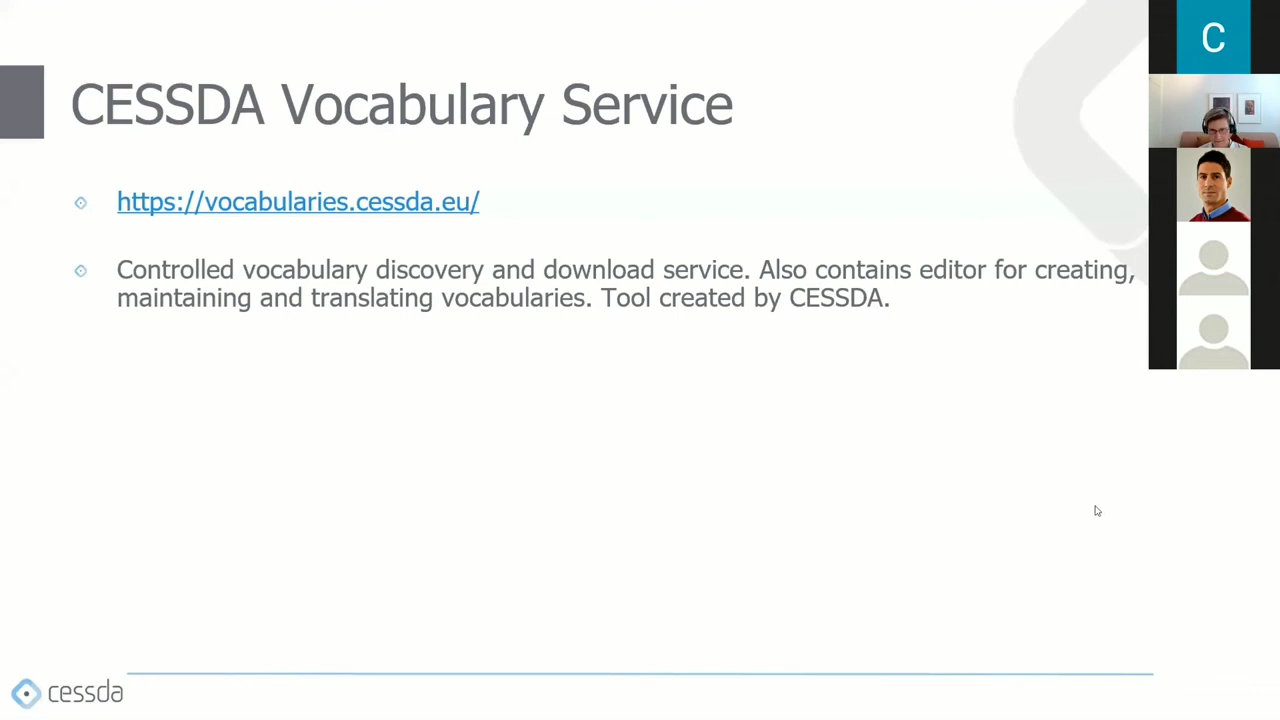 CESSDA Vocabulary Service
https://vocabularies.cessda.eu/
Controlled vocabulary discovery and download service. Also contains editor for creating,
maintaining and translating vocabularies. Tool created by CESSDA.
C
cessda